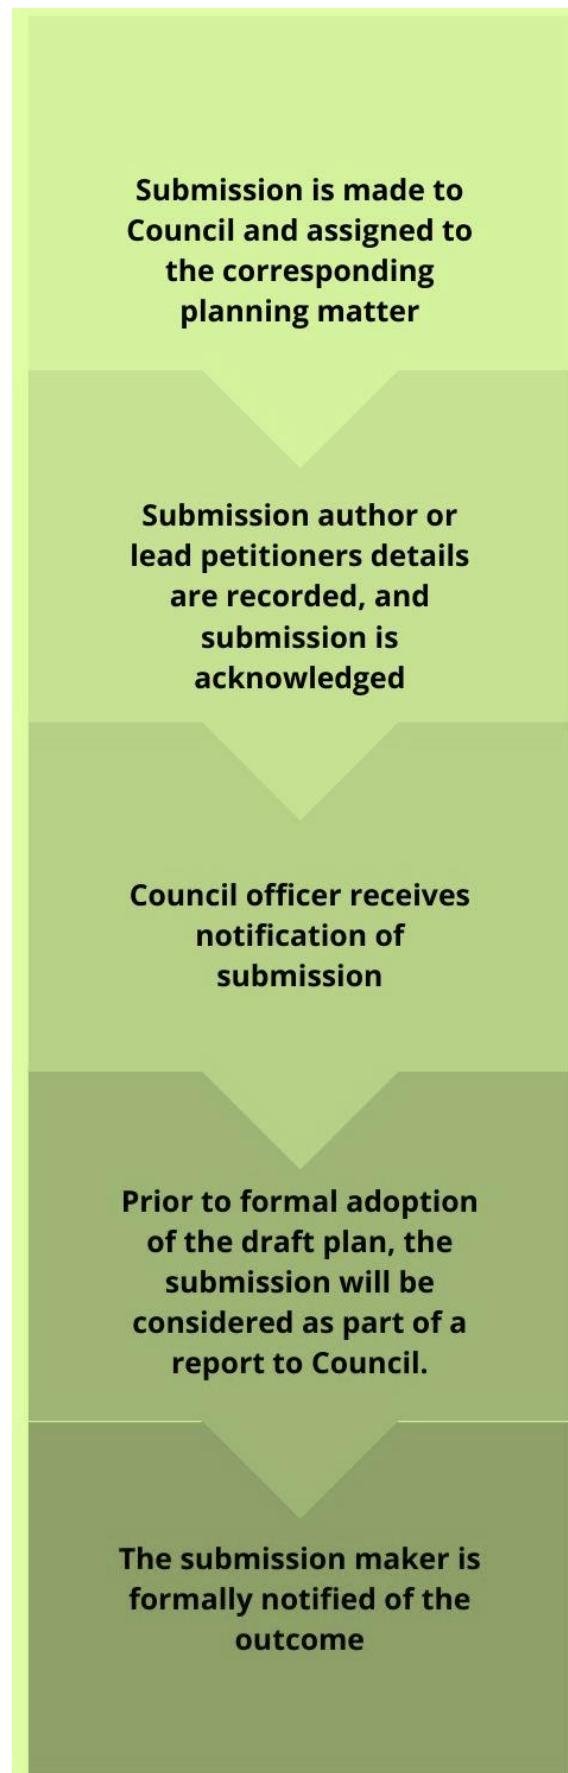 Submission is made to
Council and assigned to
the corresponding
planning matter
Submission author or
lead petitioners details
are recorded, and
submission is
acknowledged
Council officer receives
notification of
submission
Prior to formal adoption
of the draft plan, the
submission will be
considered as part of a
report to Council.
The submission maker is
formally notified of the
outcome